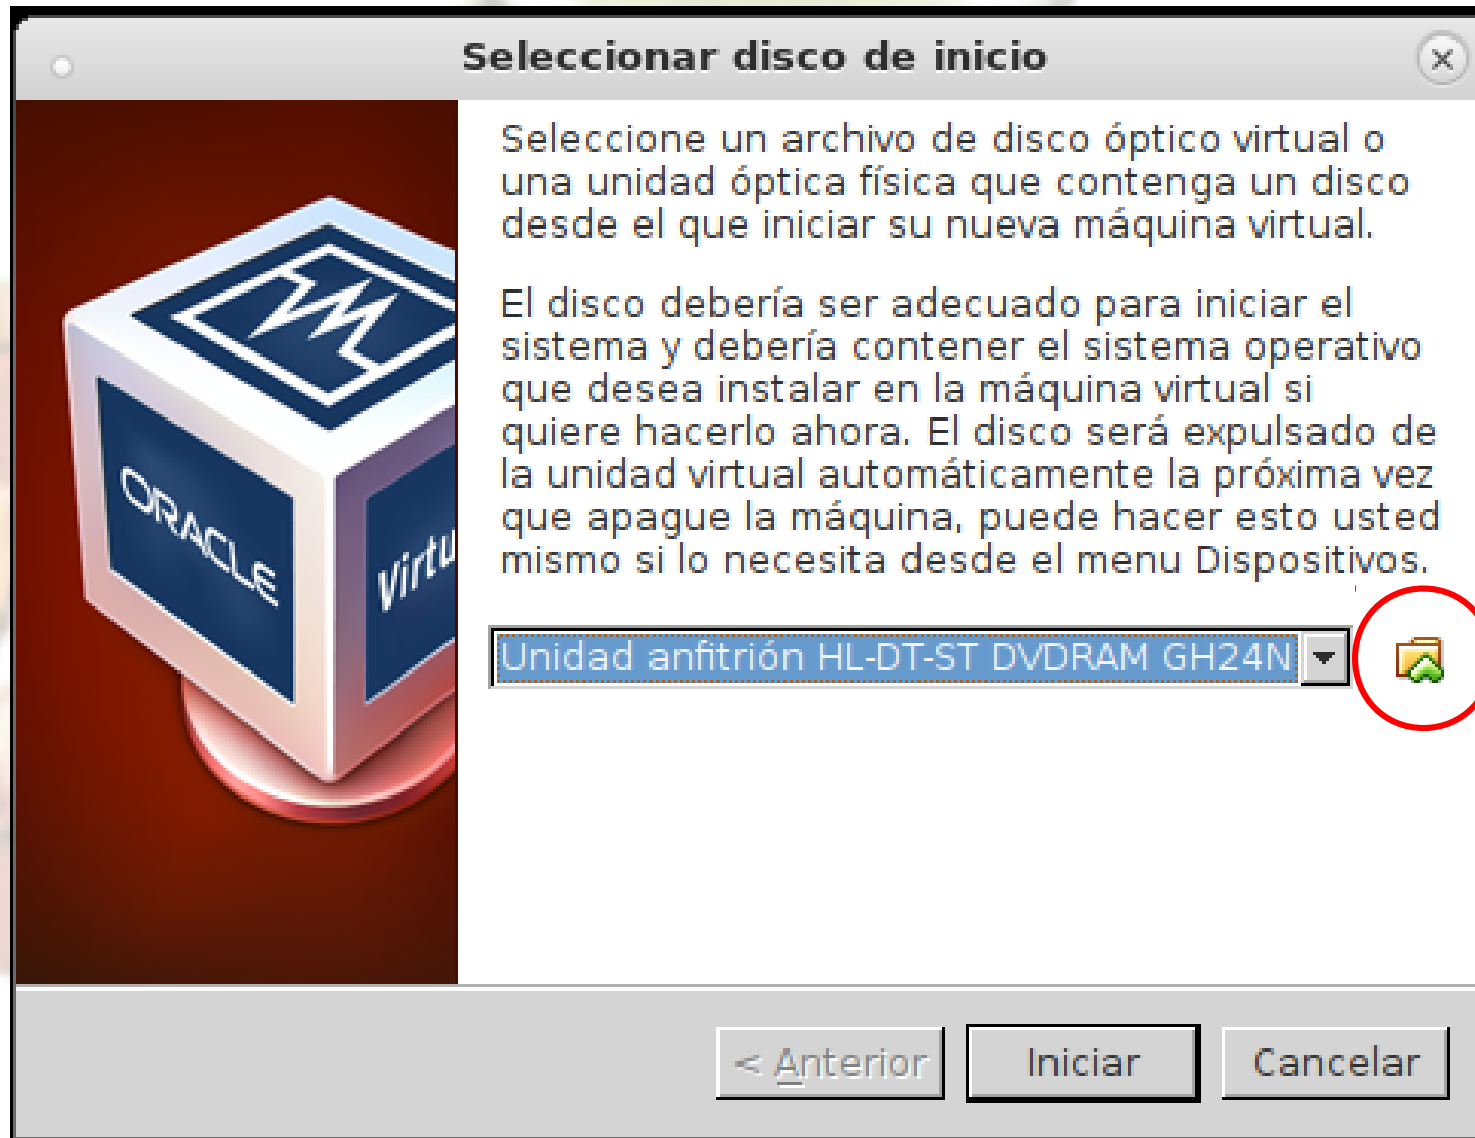 Seleccionar disco de inicio
Seleccione un archivo de disco óptico virtual o
una unidad óptica física que contenga un disco
desde el que iniciar su nueva máquina virtual.
El disco debería ser adecuado para iniciar el
sistema y debería contener el sistema operativo
que desea instalar en la máquina virtual si
quiere hacerlo ahora. El disco será expulsado de
la unidad virtual automáticamente la próxima vez
que apague la máquina, puede hacer esto usted
mismo si lo necesita desde el menu Dispositivos.
ORACLE
Virtu
Unidad anfitrión HL-DT-ST DVDRAM GH24N
< Anterior
Iniciar
Cancelar